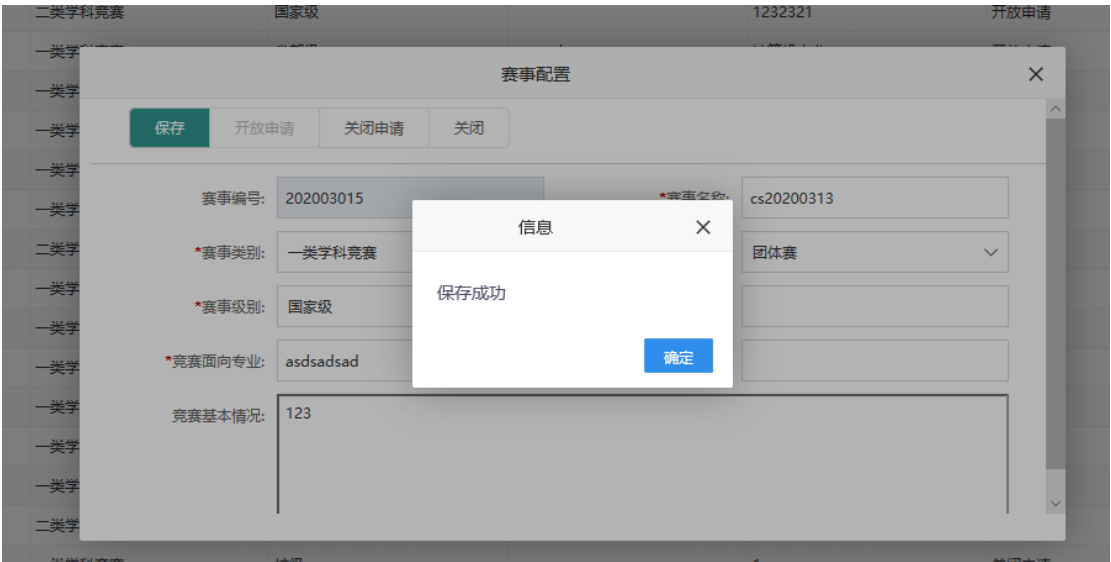 二类学科竞赛 国家级 1232321 开放申请
一类学
赛事配置
一类学
保存 开放申请 关闭申请 关闭
一类学
一类学
赛事编号: 202003015 *赛事名称: cs20200313
一类学
信息
二类学 *赛事类别: 一类学科竞赛 团体赛
一类学
保存成功
*赛事级别: 国家级
一类学
确定
一类学 *竞赛面向专业: asdsadsad
一类学
竞赛基本情况: 123
一类学
一类学
二类学